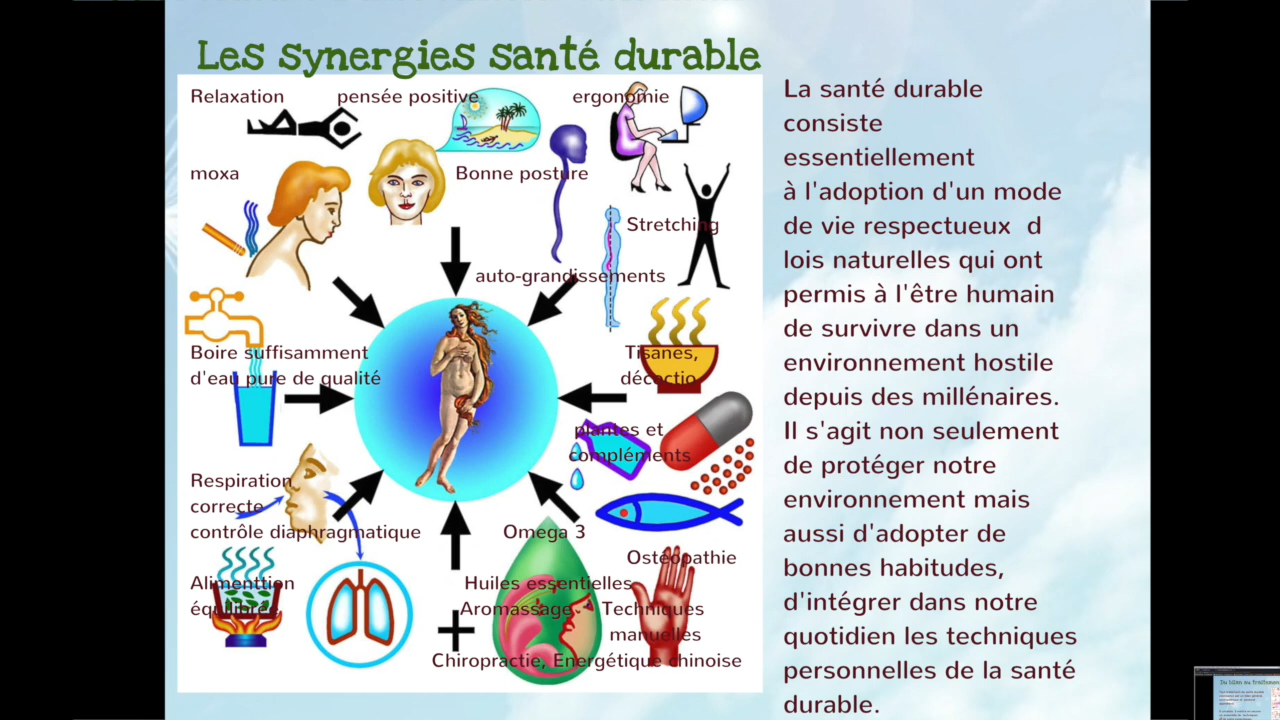 Les synergies santé durable
Relaxation pensée positive ergonomie
moxa Bonne posture
Stretching
auto-grandissements
Boire suffisamment Tisanes,
d'eau pure de qualité décoctio
plantes et
compléments
Respiration
correcte
contrôle diaphragmatique Omega 3
Ostéopathie
Alimenttion Huiles essentielles
équilibrée Aromassage Techniques
manuelles
Chiropractie, Energétique chinoise
La santé durable
consiste
essentiellement
à l'adoption d'un mode
de vie respectueux d
lois naturelles qui ont
permis à l'être humain
de survivre dans un
environnement hostile
depuis des millénaires.
Il s'agit non seulement
de protéger notre
environnement mais
aussi d'adopter de
bonnes habitudes,
d'intégrer dans notre
quotidien les techniques
personnelles de la santé
durable.
Du bilan au traitemen